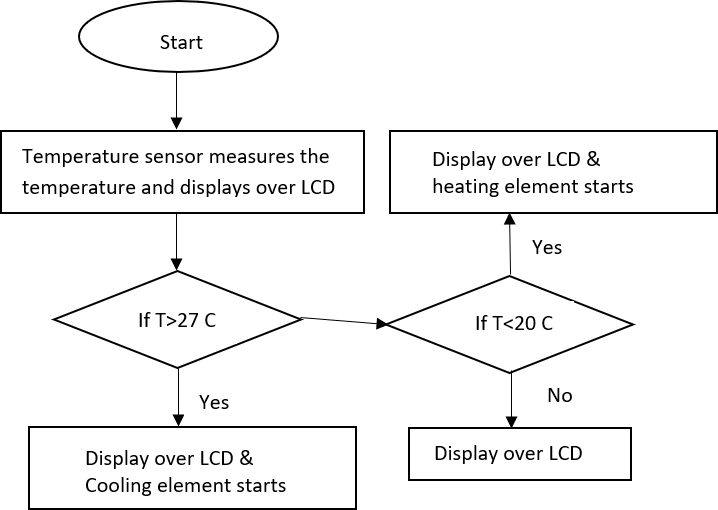 Start
Temperature sensor measures the
temperature and displays over LCD
Display over LCD &
heating element starts
Yes
If T>27 C
If T<20 C
Yes
No
Display over LCD &
Cooling element starts
Display over LCD